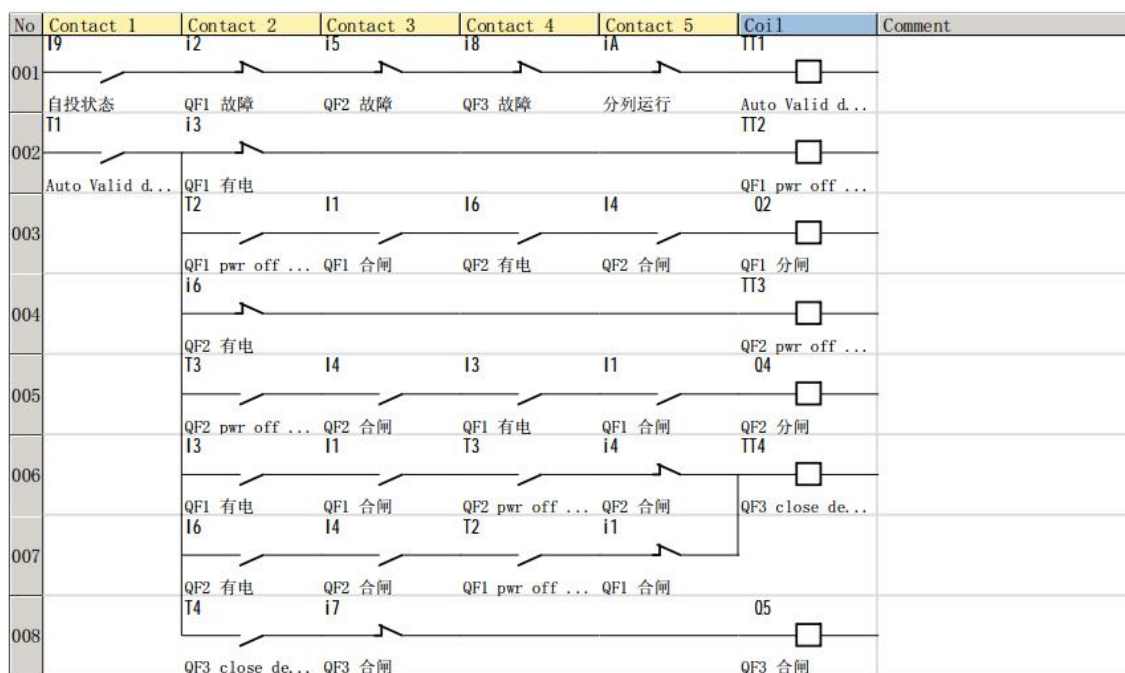 No Contact 1 Contact 2 Contact 3 Contact 4 Contact 5 Coil Comment
I9 i2 i5 i8 iA TT1
001
自投状态 QF1 故障 QF2 故障 QF3 故障 分列运行 Auto Valid d...
T1 i3 TT2
002
Auto Valid d... QF1 有电 QF1 pwr off ...
T2 I1 I6 I4 Q2
003
QF1 pwr off ... QF1 合闸 QF2 有电 QF2 合闸 QF1 分闸
i6 TT3
004
QF2 有电 QF2 pwr off ...
T3 I4 I3 I1 Q4
005
QF2 pwr off ... QF2 合闸 QF1 有电 QF1 合闸 QF2 分闸
I3 I1 T3 i4 TT4
006
QF1 有电 QF1 合闸 QF2 pwr off ... QF2 合闸 QF3 close de...
I6 I4 T2 i1
007
QF2 有电 QF2 合闸 QF1 pwr off ... QF1 合闸
T4 i7 Q5
008
QF3 close de... QF3 合闸 QF3 合闸